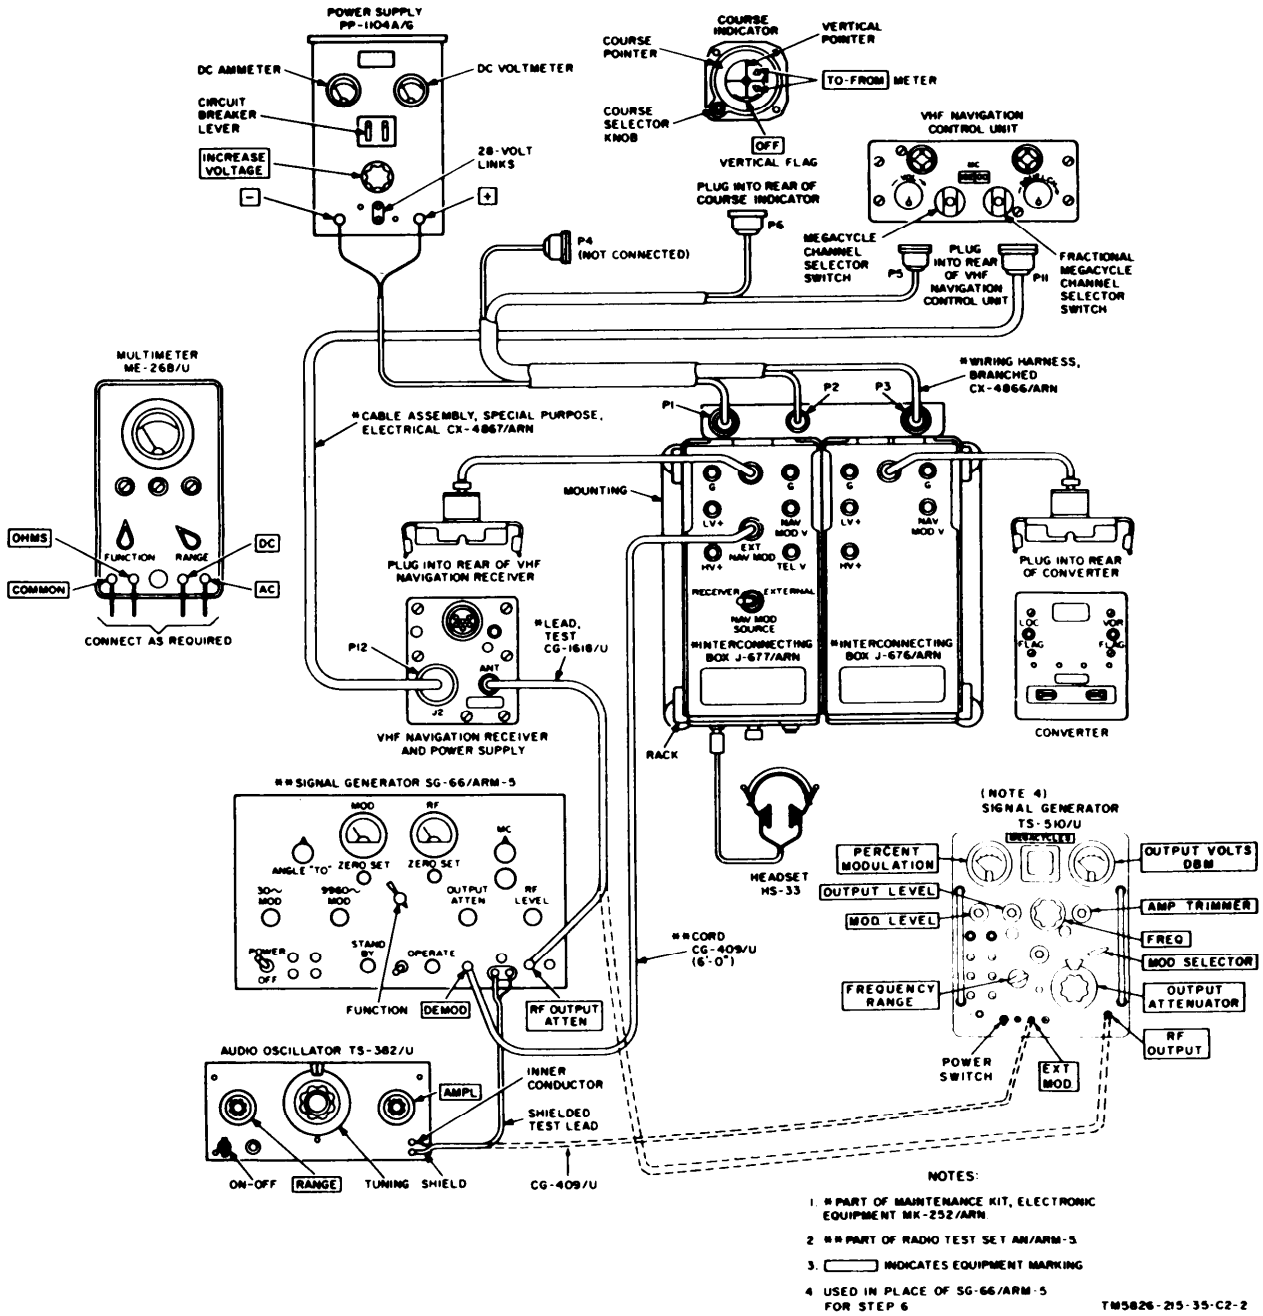 POWER SUPPLY
PP-1104A/G
DC AMMETER
DC VOLTMETER
CIRCUIT
BREAKER
LEVER
INCREASE
VOLTAGE
28-VOLT
LINKS
-
+
COURSE
INDICATOR
COURSE
POINTER
VERTICAL
POINTER
TO-FROM METER
COURSE
SELECTOR
KNOB
OFF
VERTICAL FLAG
VHF NAVIGATION
CONTROL UNIT
MC
VOL
PLUG INTO REAR OF
COURSE INDICATOR
P6
P4
(NOT CONNECTED)
MEGACYCLE
CHANNEL
SELECTOR
SWITCH
P5
PLUG
INTO REAR
OF VHF
NAVIGATION
CONTROL UNIT
P11
FRACTIONAL
MEGACYCLE
CHANNEL
SELECTOR
SWITCH
MULTIMETER
ME-26B/U
FUNCTION
RANGE
OHMS
DC
COMMON
AC
CONNECT AS REQUIRED
*CABLE ASSEMBLY, SPECIAL PURPOSE,
ELECTRICAL CX-4867/ARN
*WIRING HARNESS,
BRANCHED
CX-4866/ARN
P1
P2
P3
MOUNTING
G
G
G
G
LV+
NAV
MOD V
LV+
NAV
MOD V
EXT
NAV MOD
HV+
TEL V
HV+
RECEIVER
EXTERNAL
NAV MOD
SOURCE
*INTERCONNECTING
BOX J-677/ARN
*INTERCONNECTING
BOX J-676/ARN
RACK
PLUG INTO REAR OF VHF
NAVIGATION RECEIVER
PLUG INTO REAR
OF CONVERTER
P12
ANT
J2
*LEAD,
TEST
CG-1618/U
VHF NAVIGATION RECEIVER
AND POWER SUPPLY
LOC
FLAG
VOR
FLAG
CONVERTER
HEADSET
HS-33
**SIGNAL GENERATOR SG-66/ARM-5
MOD
RF
MC
ANGLE "TO"
ZERO SET
ZERO SET
30~
MOD
9960~
MOD
OUTPUT
ATTEN
RF
LEVEL
POWER
OFF
STAND
BY
OPERATE
FUNCTION
DEMOD
RF OUTPUT
ATTEN
**CORD
CG-409/U
(6'-0")
(NOTE 4)
SIGNAL GENERATOR
TS-510/U
MEGACYCLES
PERCENT
MODULATION
OUTPUT VOLTS
DBM
OUTPUT LEVEL
MOD LEVEL
AMP TRIMMER
FREQ
MOD SELECTOR
FREQUENCY
RANGE
OUTPUT
ATTENUATOR
POWER
SWITCH
EXT
MOD
RF
OUTPUT
AUDIO OSCILLATOR TS-382/U
AMPL
INNER
CONDUCTOR
SHIELDED
TEST LEAD
ON-OFF
RANGE
TUNING
SHIELD
CG-409/U
NOTES:
1. *PART OF MAINTENANCE KIT, ELECTRONIC
EQUIPMENT MK-252/ARN.
2 **PART OF RADIO TEST SET AN/ARM-5.
3. INDICATES EQUIPMENT MARKING
4 USED IN PLACE OF SG-66/ARM-5
FOR STEP 6
TM5826-215-35-C2-2